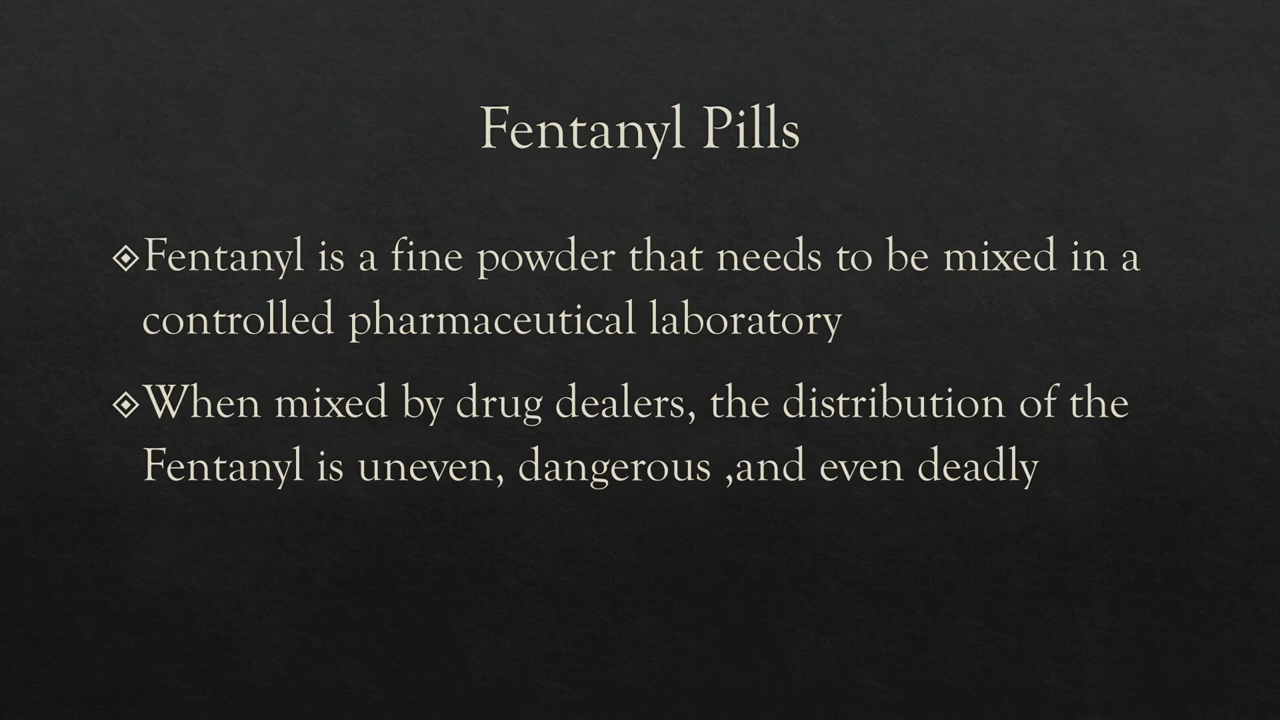 Fentanyl Pills
Fentanyl is a fine powder that needs to be mixed in a
controlled pharmaceutical laboratory
When mixed by drug dealers, the distribution of the
Fentanyl is uneven, dangerous ,and even deadly